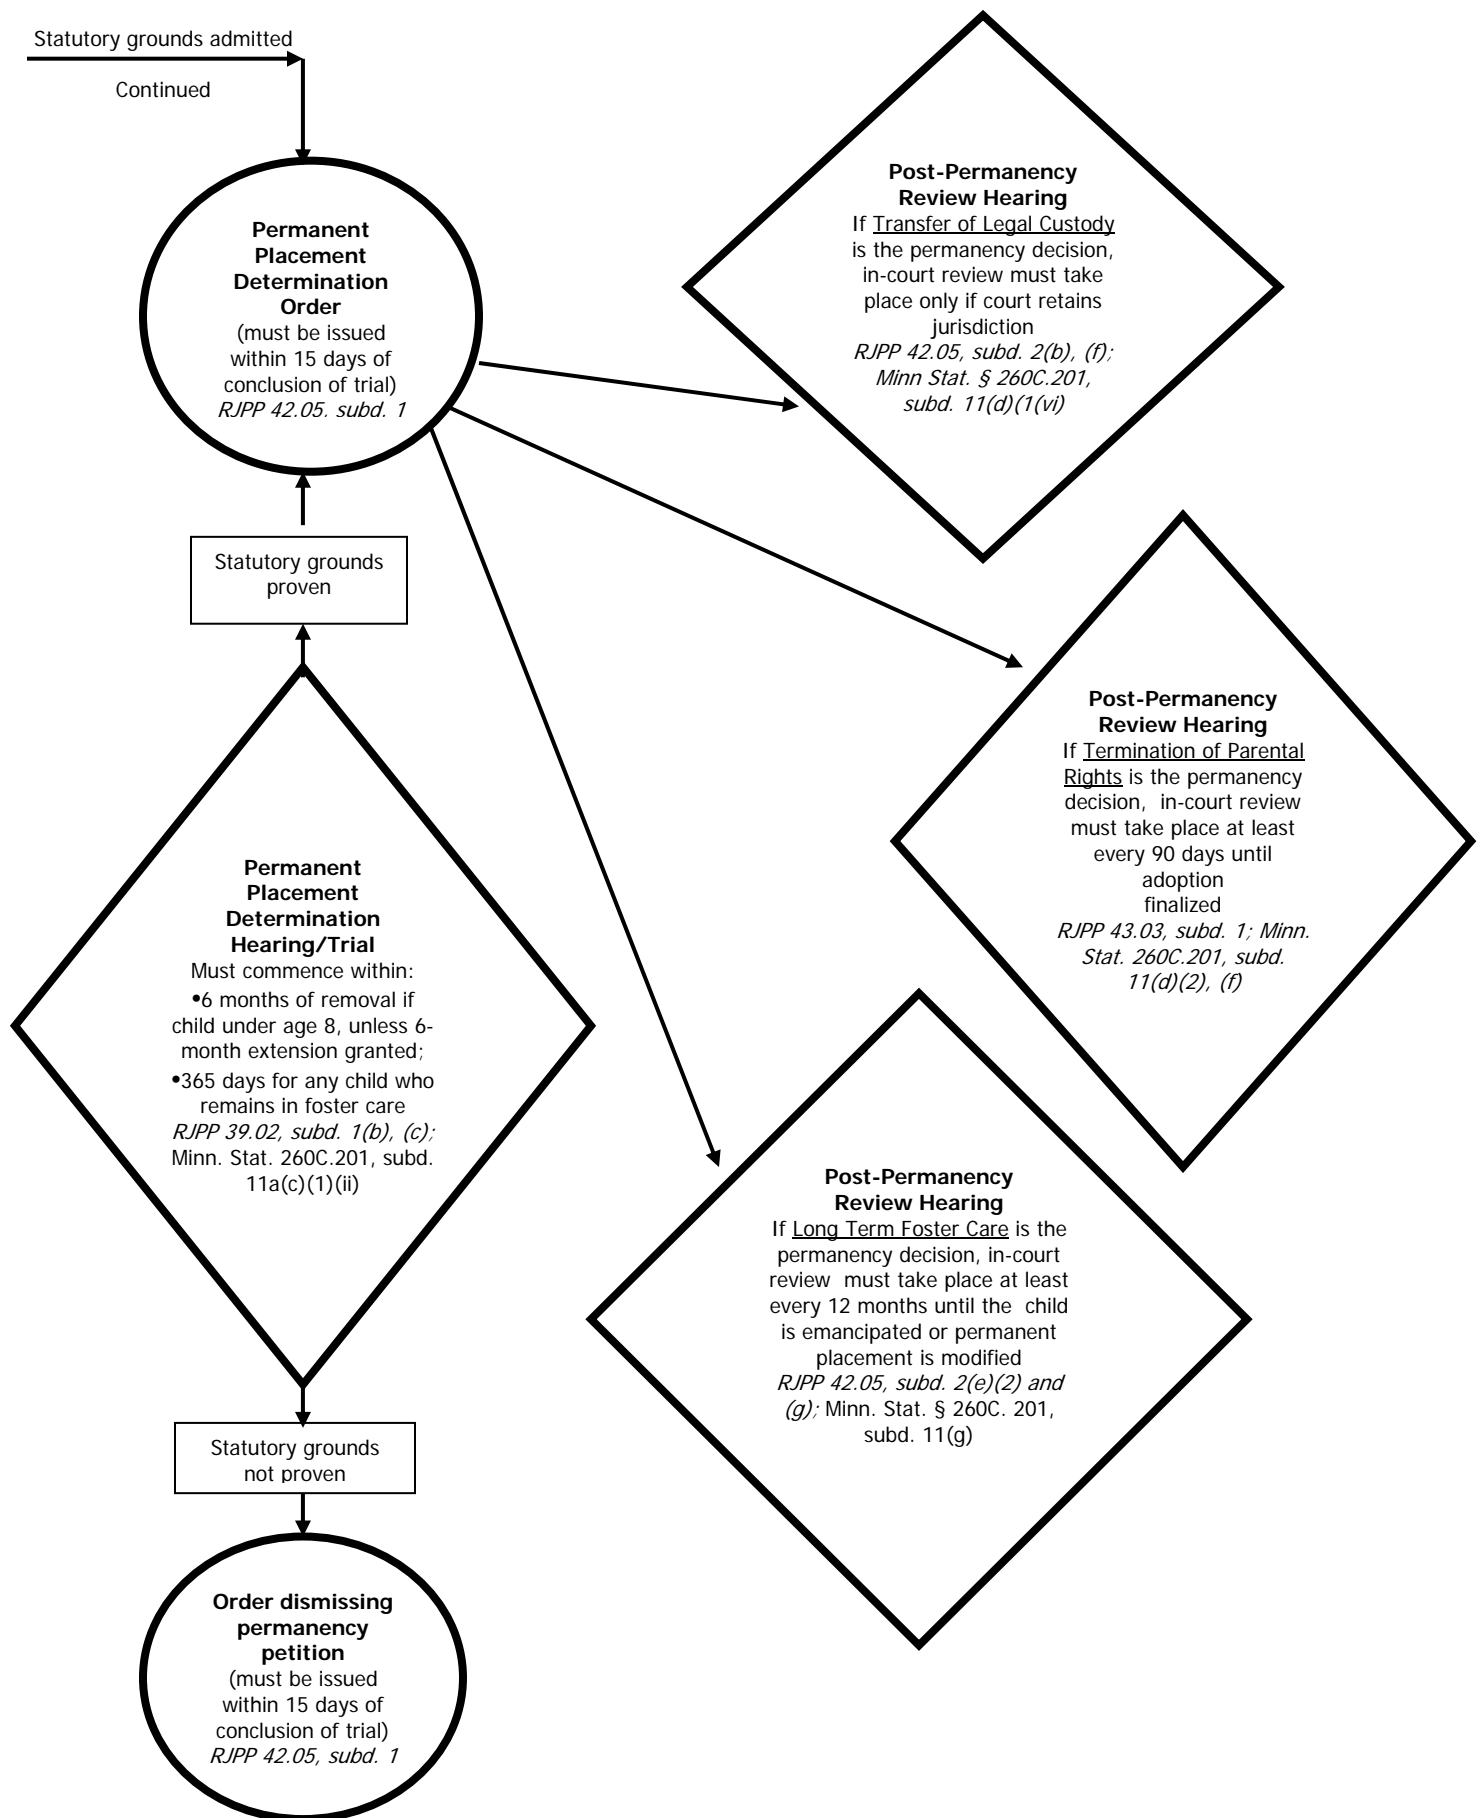 Statutory grounds admitted
Continued
Permanent
Placement
Determination
Order
(must be issued
within 15 days of
conclusion of trial)
RJPP 42.05. subd. 1
Statutory grounds
proven
Permanent
Placement
Determination
Hearing/Trial
Must commence within:
•6 months of removal if
child under age 8, unless 6-
month extension granted;
•365 days for any child who
remains in foster care
RJPP 39.02, subd. 1(b), (c);
Minn. Stat. 260C.201, subd.
11a(c)(1)(ii)
Statutory grounds
not proven
Order dismissing
permanency
petition
(must be issued
within 15 days of
conclusion of trial)
RJPP 42.05, subd. 1
Post-Permanency
Review Hearing
If Transfer of Legal Custody
is the permanency decision,
in-court review must take
place only if court retains
jurisdiction
RJPP 42.05, subd. 2(b), (f);
Minn Stat. § 260C.201,
subd. 11(d)(1(vi)
Post-Permanency
Review Hearing
If Termination of Parental
Rights is the permanency
decision, in-court review
must take place at least
every 90 days until
adoption
finalized
RJPP 43.03, subd. 1; Minn.
Stat. 260C.201, subd.
11(d)(2), (f)
Post-Permanency
Review Hearing
If Long Term Foster Care is the
permanency decision, in-court
review must take place at least
every 12 months until the child
is emancipated or permanent
placement is modified
RJPP 42.05, subd. 2(e)(2) and
(g); Minn. Stat. § 260C. 201,
subd. 11(g)